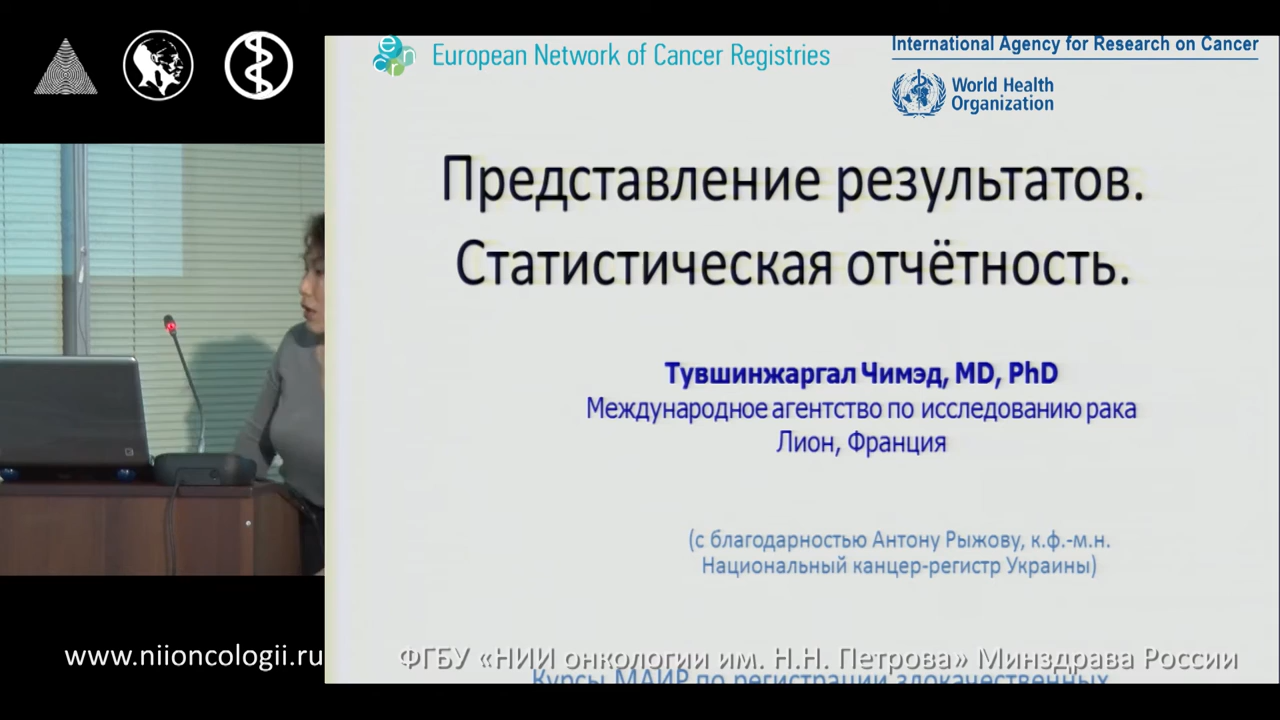 European Network of Cancer Registries
International Agency for Research on Cancer
World Health
Organization
Представление результатов.
Статистическая отчётность.
Тувшинжаргал Чимэд, MD, PhD
Международное агентство по исследованию рака
Лион, Франция
(с благодарностью Антону Рыжову, к.ф.-м.н.
Национальный канцер-регистр Украины)
www.niioncologii.ru
ФГБУ «НИИ онкологии им. Н.Н. Петрова» Минздрава России
Курсы МАИР по регистрации злокачественных